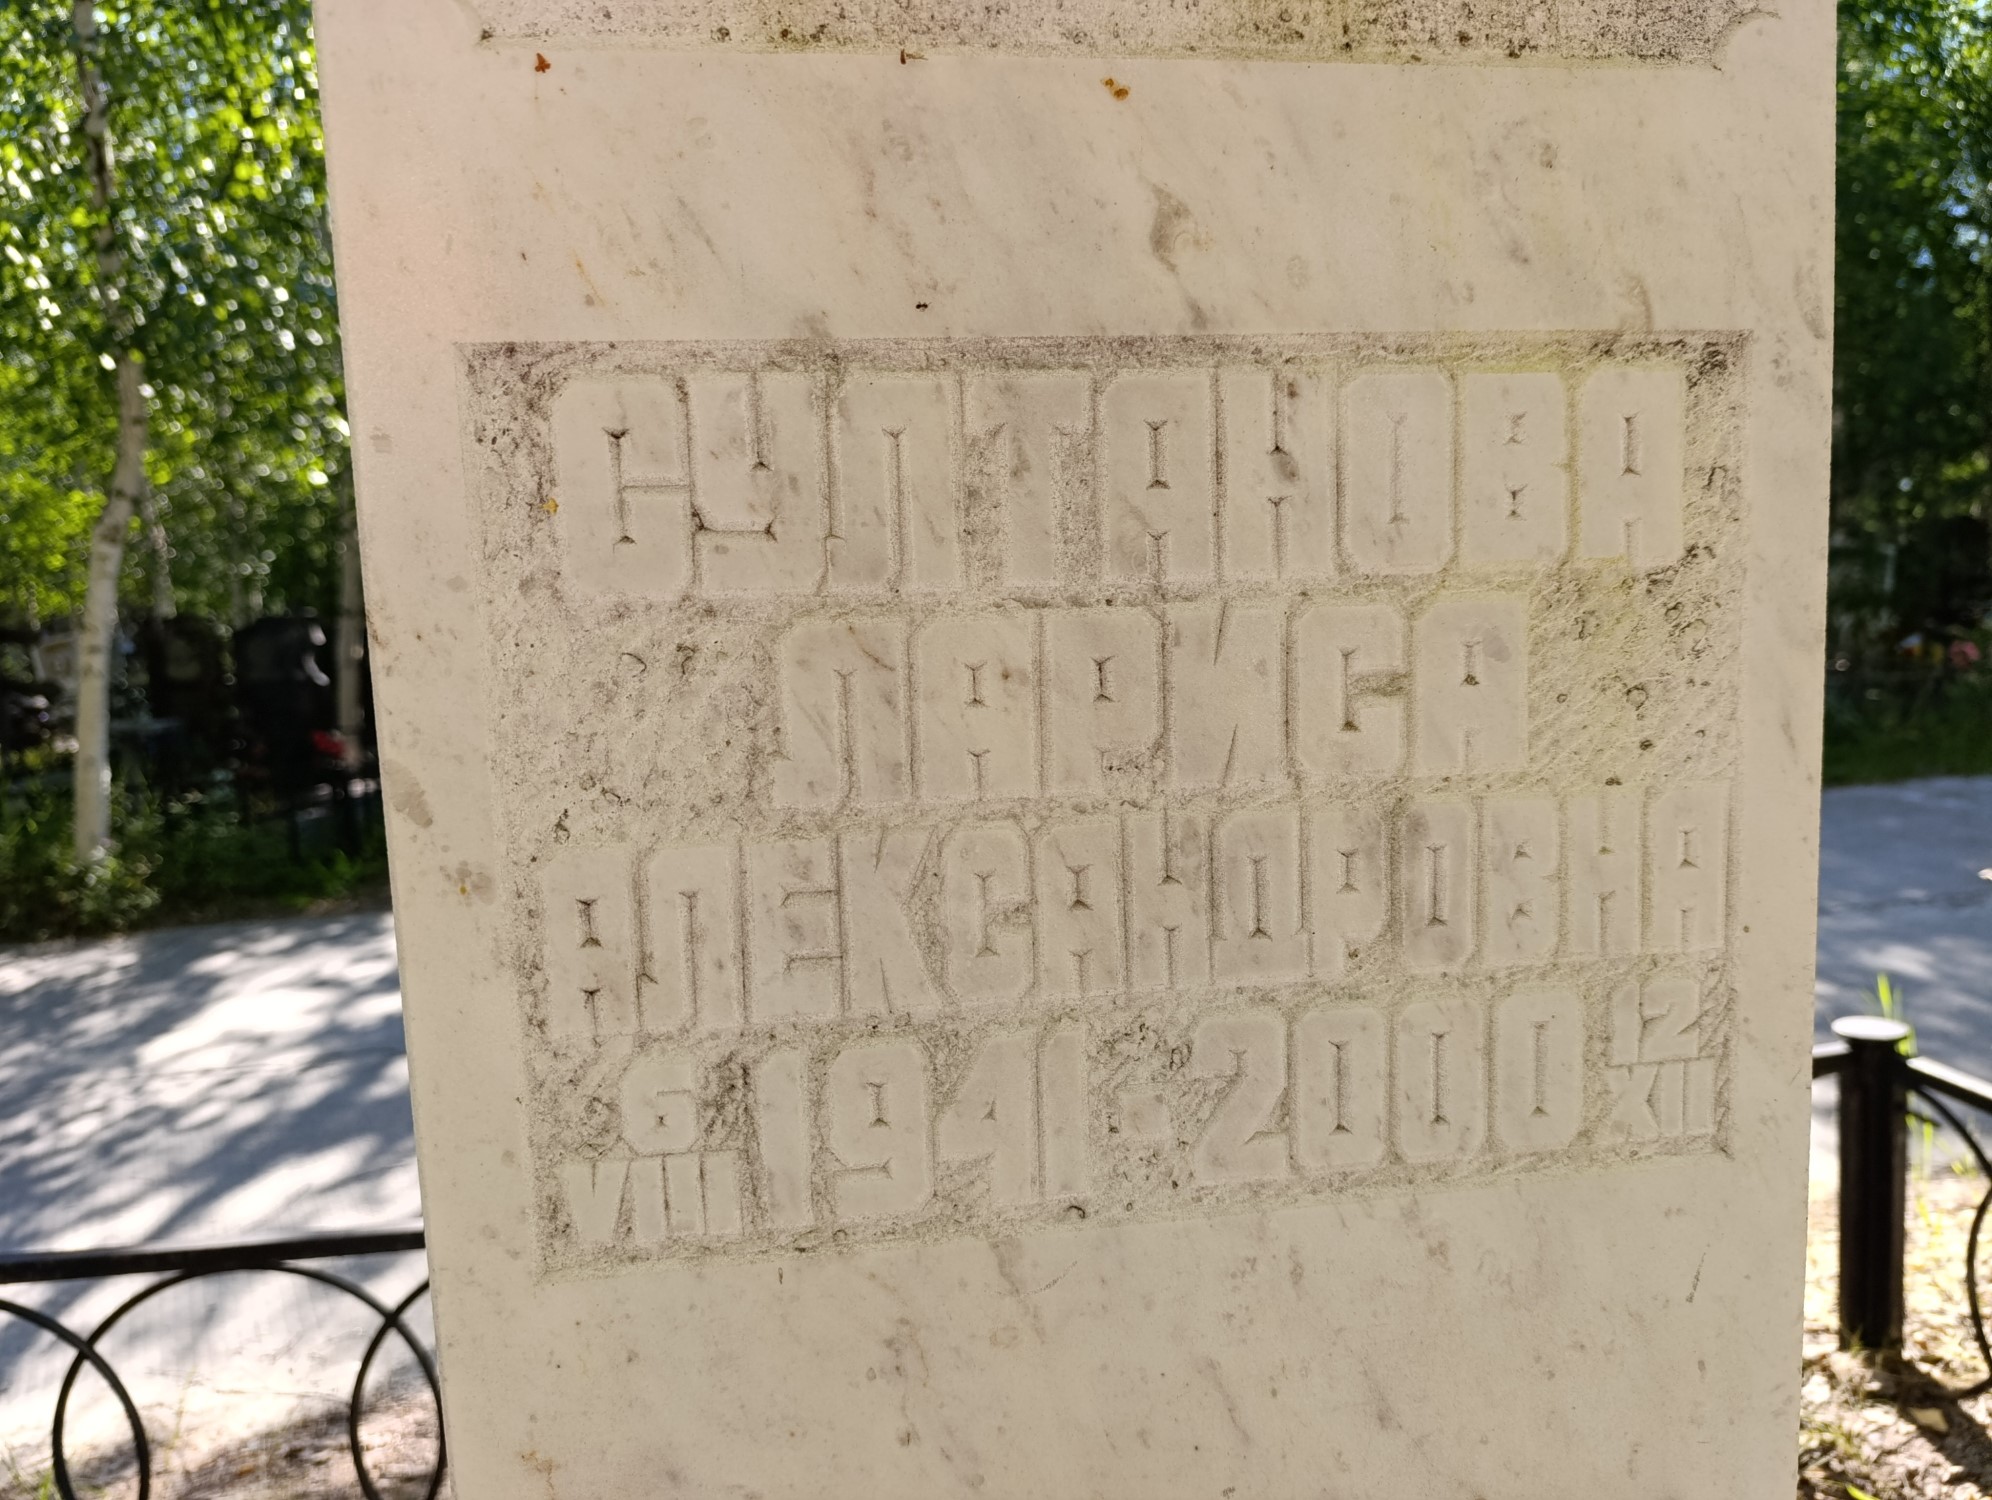 СУЛТАНОВА
ЛАРИСА
АЛЕКСАНДРОВНА
6 VIII 1941-2000 12 XII